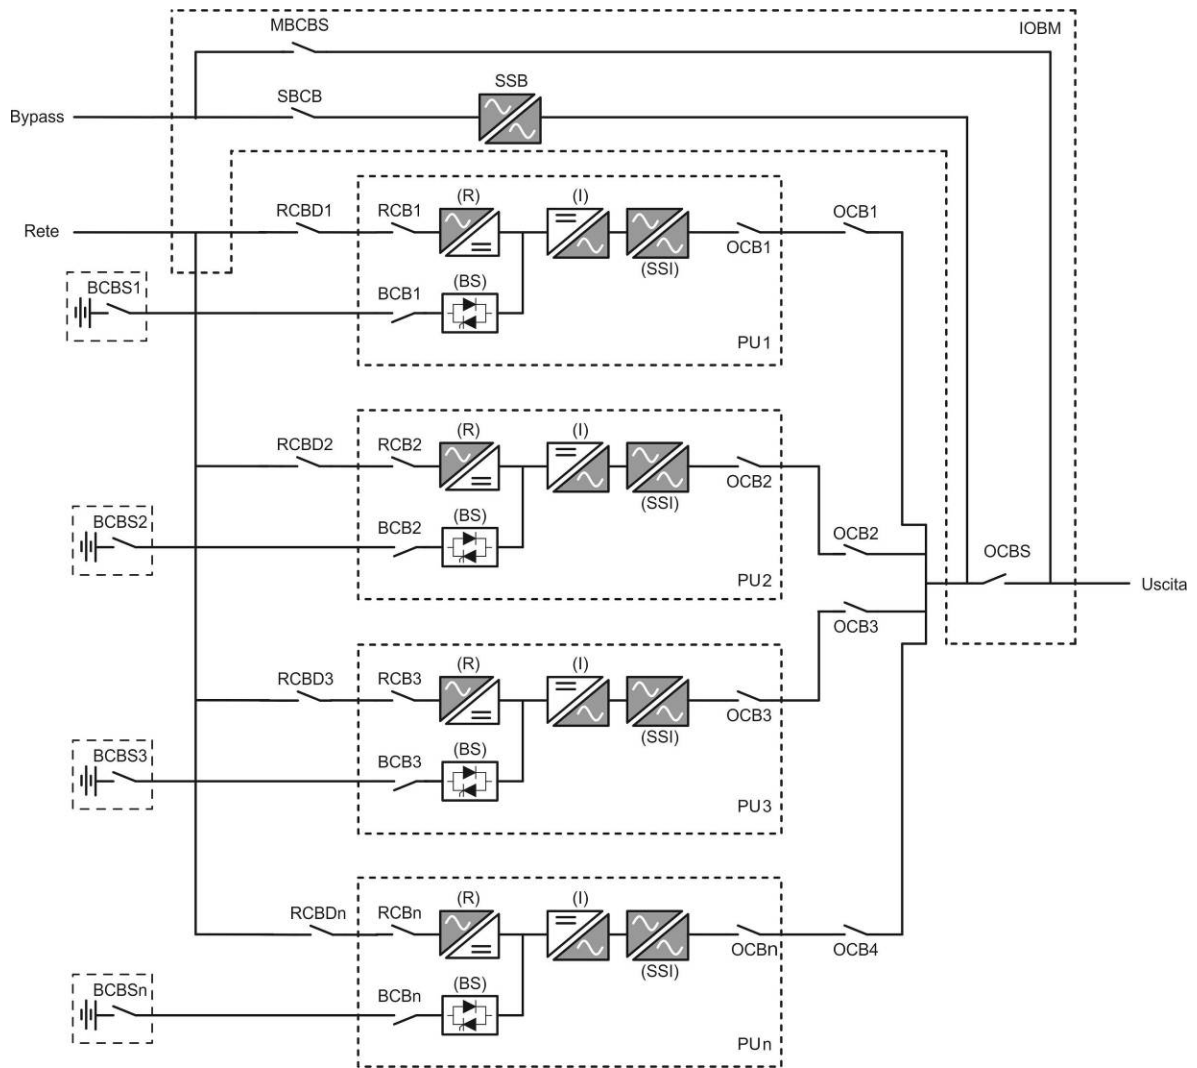 MBCBS
IOBM
SSB
SBCB
Bypass
(R)
(I)
RCBD1
RCB1
OCB1
Rete
OCB1
(SSI)
BCBS1
BCB1
(BS)
PU1
(R)
(I)
RCBD2
RCB2
OCB2
(SSI)
BCBS2
BCB2
(BS)
OCB2
OCBS
PU2
Uscita
OCB3
(R)
(I)
RCBD3
RCB3
OCB3
(SSI)
BCBS3
BCB3
(BS)
PU3
(R)
(I)
RCBDn
RCBn
OCBn
OCB4
(SSI)
BCBSn
BCBn
(BS)
PUn